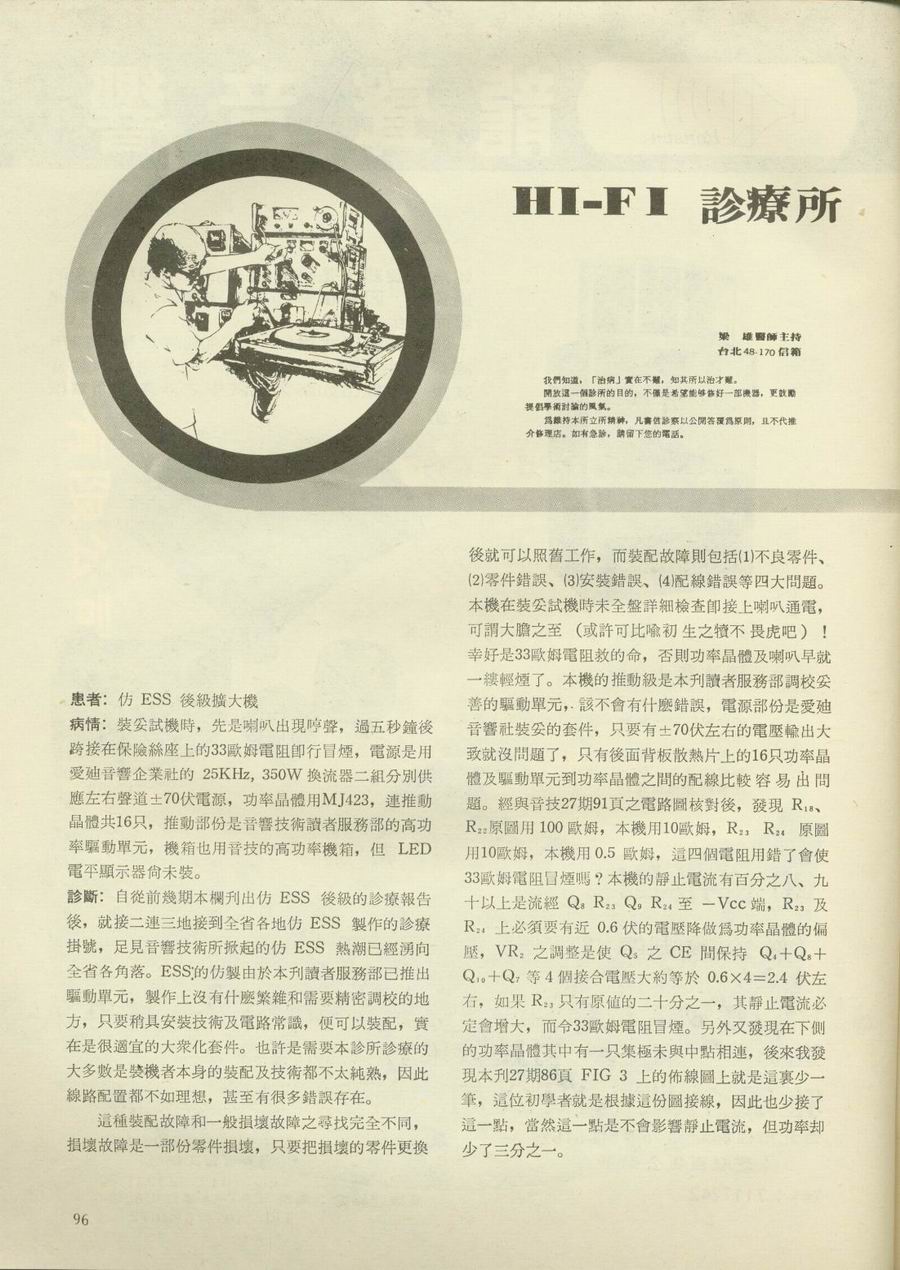 HI-FI 診療所
梁 雄醫師主持
台北48-170信箱
我們知道，「治病」實在不難，知其所以治才難。
開放這一個診所的目的，不僅是希望能够修好一部機器，更鼓勵
提倡學術討論的風氣。
爲維持本所立所精神，凡書信診察以公開答覆爲原則，且不代推
介修理店。如有急診，請留下您的電話。
患者：仿 ESS 後級擴大機
病情：裝妥試機時，先是喇叭出現哼聲，過五秒鐘後
跨接在保險絲座上的33歐姆電阻卽行冒煙，電源是用
愛廸音響企業社的 25KHz, 350W 換流器二組分別供
應左右聲道±70伏電源，功率晶體用MJ423，連推動
晶體共16只，推動部份是音響技術讀者服務部的高功
率驅動單元，機箱也用音技的高功率機箱，但 LED
電平顯示器尙未裝。
診斷：自從前幾期本欄刋出仿 ESS 後級的診療報告
後，就接二連三地接到全省各地仿 ESS 製作的診療
掛號，足見音響技術所掀起的仿 ESS 熱潮已經湧向
全省各角落。ESS的仿製由於本刋讀者服務部已推出
驅動單元，製作上沒有什麽繁雜和需要精密調校的地
方，只要稍具安裝技術及電路常識，便可以裝配，實
在是很適宜的大衆化套件。也許是需要本診所診療的
大多數是裝機者本身的裝配及技術都不太純熟，因此
線路配置都不如理想，甚至有很多錯誤存在。
這種裝配故障和一般損壞故障之尋找完全不同，
損壞故障是一部份零件損壞，只要把損壞的零件更換
後就可以照舊工作，而裝配故障則包括⑴不良零件、
⑵零件錯誤、⑶安裝錯誤、⑷配線錯誤等四大問題。
本機在裝妥試機時未全盤詳細檢查卽接上喇叭通電，
可謂大膽之至（或許可比喩初生之犢不畏虎吧）！
幸好是33歐姆電阻救的命，否則功率晶體及喇叭早就
一縷輕煙了。本機的推動級是本刋讀者服務部調校妥
善的驅動單元，該不會有什麽錯誤，電源部份是愛廸
音響社裝妥的套件，只要有±70伏左右的電壓輸出大
致就沒問題了，只有後面背板散熱片上的16只功率晶
體及驅動單元到功率晶體之間的配線比較容易出問
題。經與音技27期91頁之電路圖核對後，發現 R₁₈、
R₂₂原圖用 100 歐姆，本機用10歐姆，R₂₃ R₂₄ 原圖
用10歐姆，本機用 0.5 歐姆，這四個電阻用錯了會使
33歐姆電阻冒煙嗎？本機的靜止電流有百分之八、九
十以上是流經 Q₈ R₂₃ Q₉ R₂₄ 至 －Vcc 端，R₂₃ 及
R₂₄ 上必須要有近 0.6 伏的電壓降做爲功率晶體的偏
壓，VR₂ 之調整是使 Q₅ 之 CE 間保持 Q₆＋Q₈＋
Q₁₀＋Q₇ 等 4 個接合電壓大約等於 0.6×4＝2.4 伏左
右，如果 R₂₃ 只有原値的二十分之一，其靜止電流必
定會增大，而令33歐姆電阻冒煙。另外又發現在下側
的功率晶體其中有一只集極未與中點相連，後來我發
現本刋27期86頁 FIG 3 上的佈線圖上就是這裏少一
筆，這位初學者就是根據這份圖接線，因此也少接了
這一點，當然這一點是不會影響靜止電流，但功率却
少了三分之一。
96